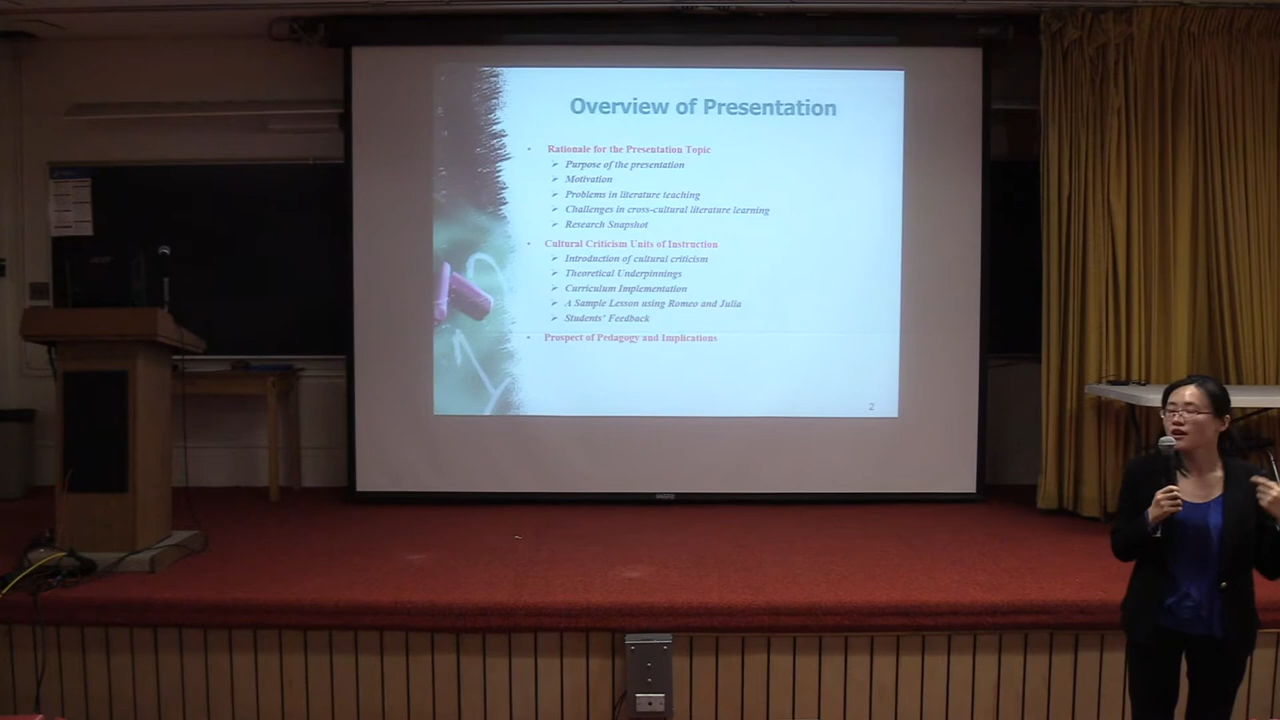 Overview of Presentation
• Rationale for the Presentation Topic
➢ Purpose of the presentation
➢ Motivation
➢ Problems in literature teaching
➢ Challenges in cross-cultural literature learning
➢ Research Snapshot
• Cultural Criticism Units of Instruction
➢ Introduction of cultural criticism
➢ Theoretical Underpinnings
➢ Curriculum Implementation
➢ A Sample Lesson using Romeo and Julia
➢ Students' Feedback
• Prospect of Pedagogy and Implications
2